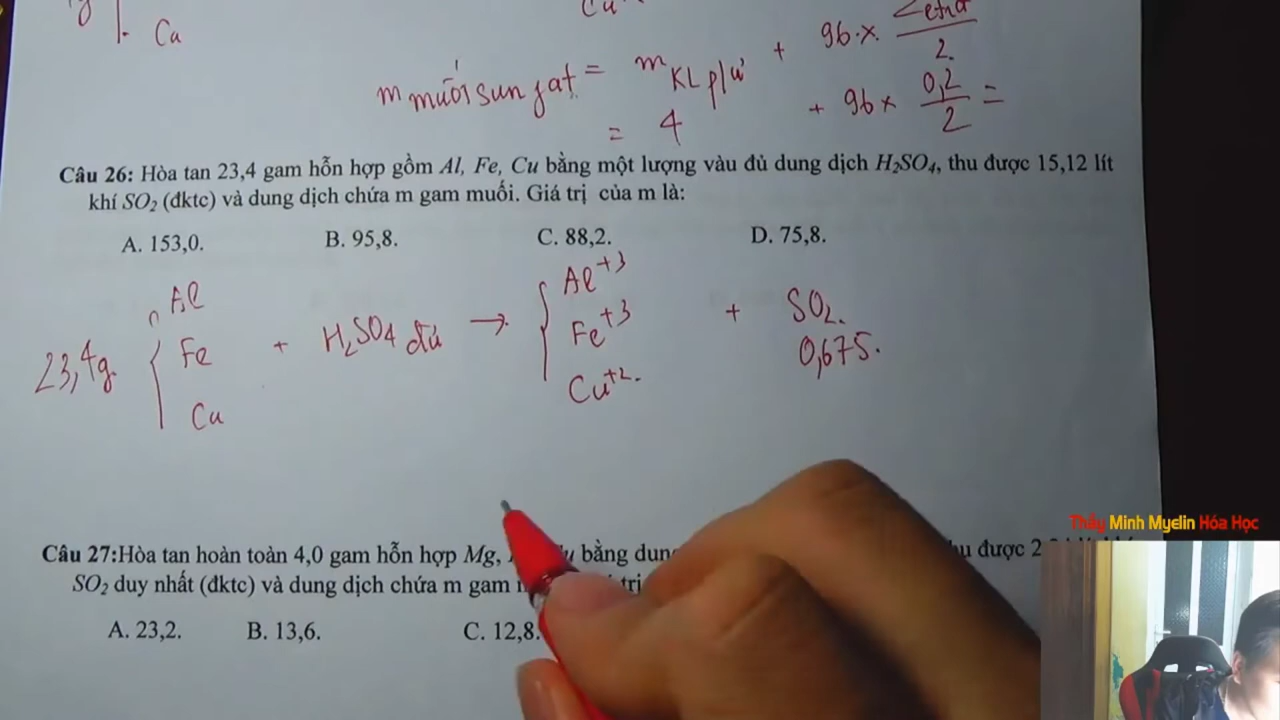 Cu
m muối sunfat = m KL p/ư + 96.x Σetrđ/2.
= 4 + 96 x 0,2/2 =
Câu 26: Hòa tan 23,4 gam hỗn hợp gồm Al, Fe, Cu bằng một lượng vàu đủ dung dịch H₂SO₄, thu được 15,12 lít
khí SO₂ (đktc) và dung dịch chứa m gam muối. Giá trị của m là:
A. 153,0. B. 95,8. C. 88,2. D. 75,8.
23,4g { Al Fe Cu + H₂SO₄ đủ → { Al⁺³ Fe⁺³ Cu⁺². + SO₂. 0,675.
Câu 27:Hòa tan hoàn toàn 4,0 gam hỗn hợp Mg, bằng được
SO₂ duy nhất (đktc) và dung dịch chứa m gam trị
A. 23,2. B. 13,6. C. 12,8.
Thầy Minh Myelin Hóa Học